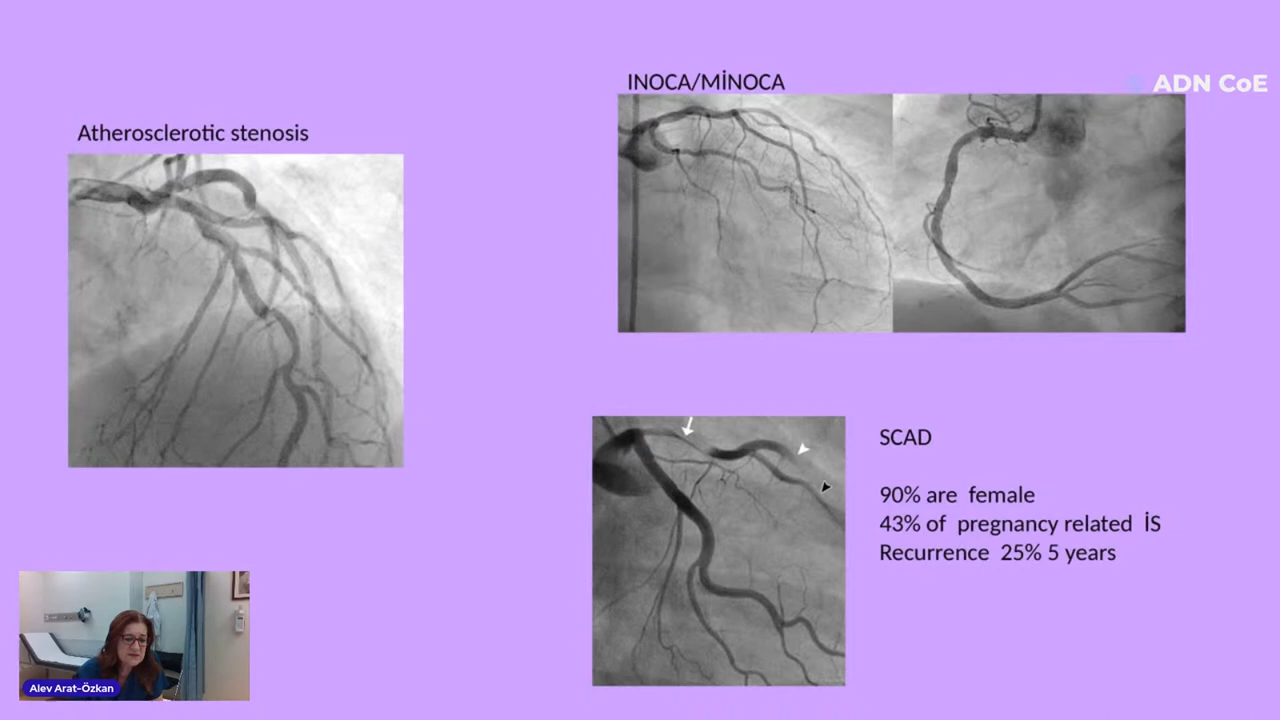 INOCA/MİNOCA
ADN CoE
Atherosclerotic stenosis
SCAD
90% are female
43% of pregnancy related İS
Recurrence 25% 5 years
Alev Arat-Özkan